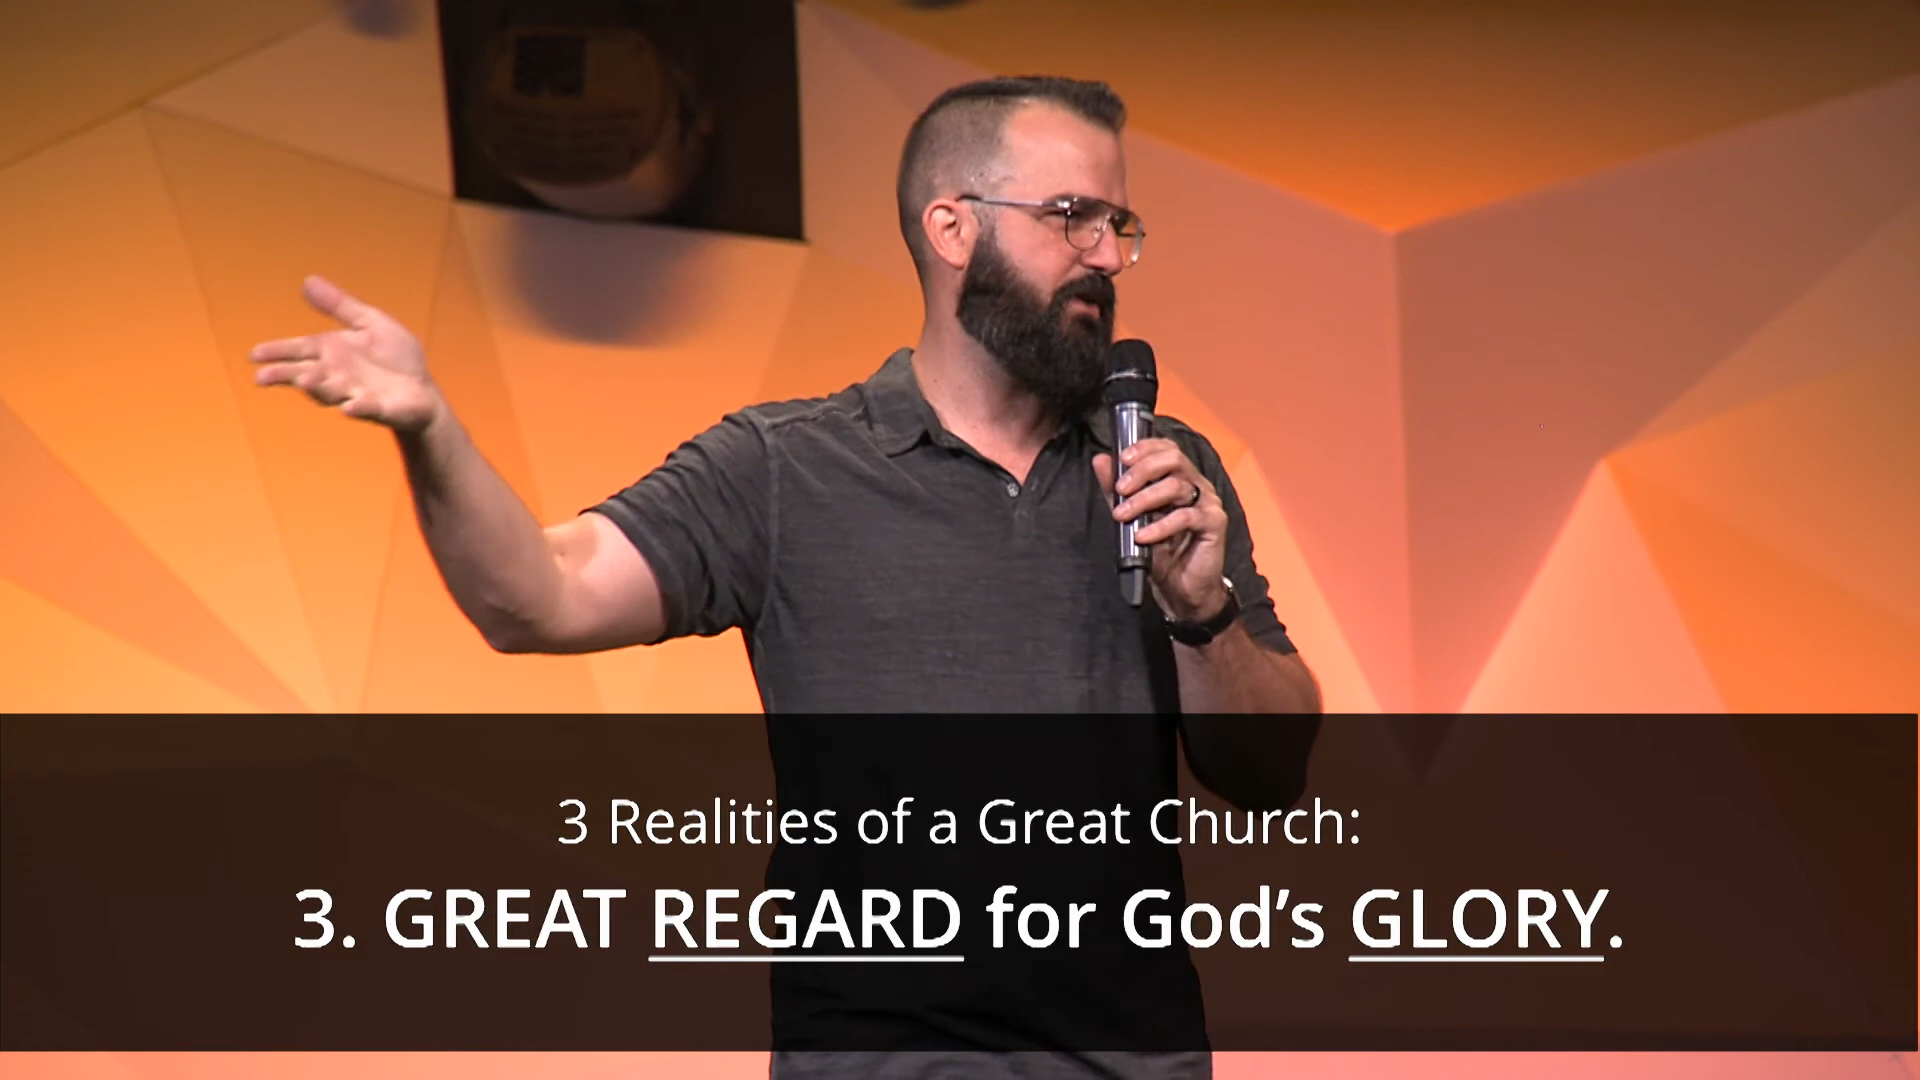 3 Realities of a Great Church:
3. GREAT REGARD for God’s GLORY.